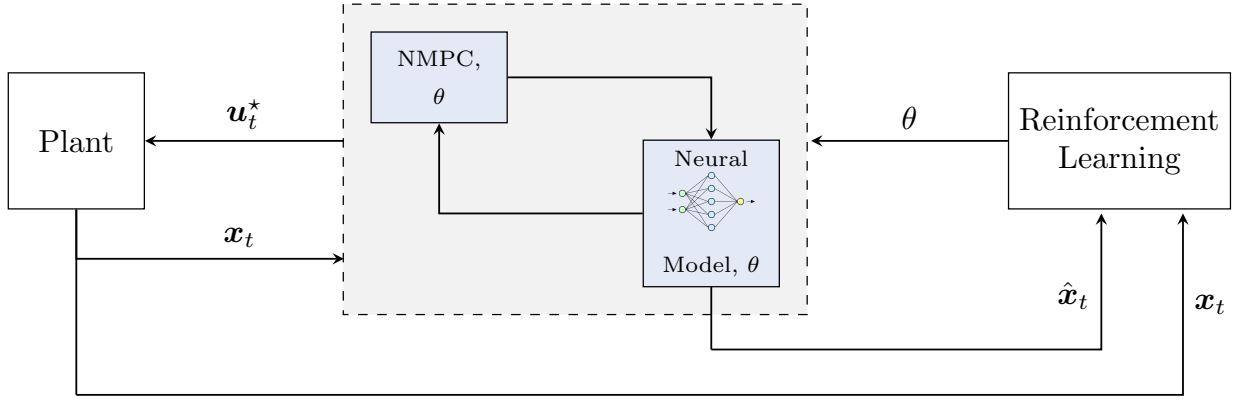 NMPC,
θ
Plant
u*_t
x_t
Neural
Model, θ
θ
Reinforcement
Learning
x̂_t
x_t